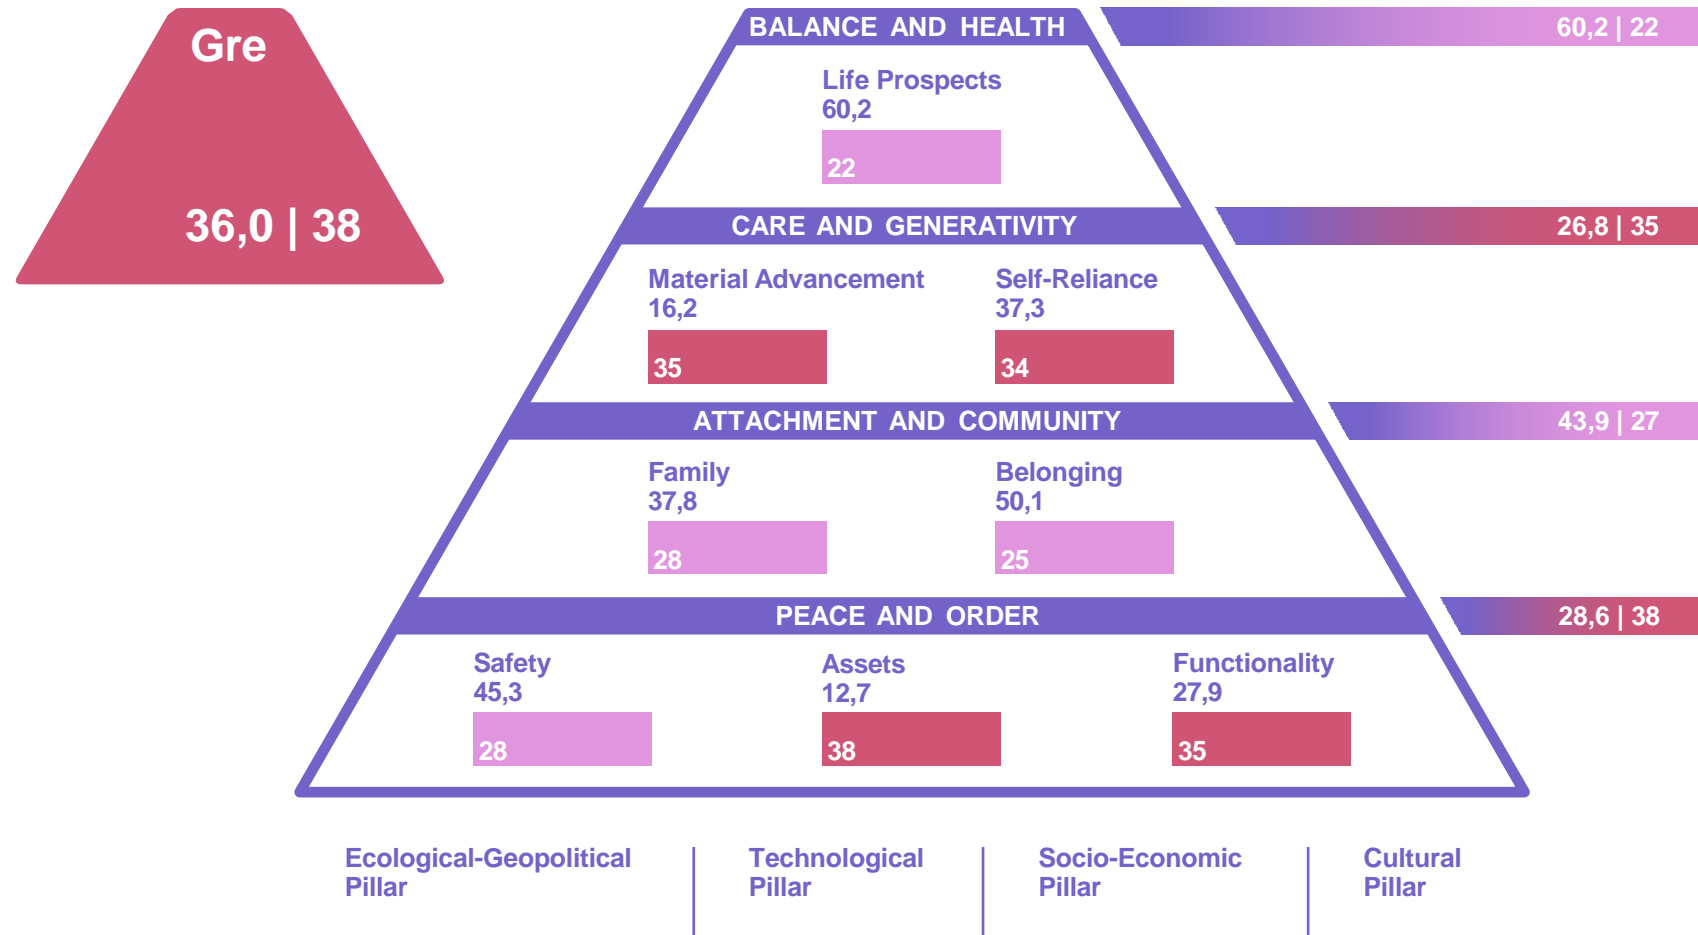 Gre
36,0 | 38
BALANCE AND HEALTH
60,2 | 22
Life Prospects
60,2
22
CARE AND GENERATIVITY
26,8 | 35
Material Advancement
16,2
35
Self-Reliance
37,3
34
ATTACHMENT AND COMMUNITY
43,9 | 27
Family
37,8
28
Belonging
50,1
25
PEACE AND ORDER
28,6 | 38
Safety
45,3
28
Assets
12,7
38
Functionality
27,9
35
Ecological-Geopolitical
Pillar
Technological
Pillar
Socio-Economic
Pillar
Cultural
Pillar